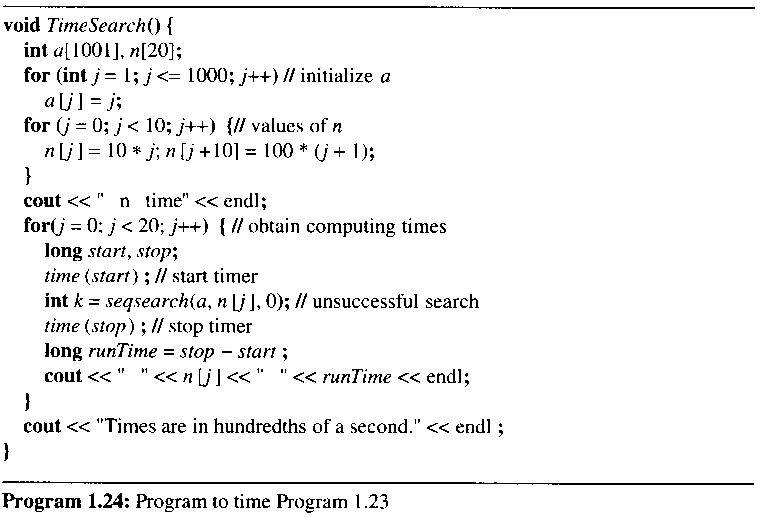 void TimeSearch() {
int a[1001], n[20];
for (int j = 1; j <= 1000; j++) // initialize a
a[j] = j;
for (j = 0; j < 10; j++) {// values of n
n[j] = 10 * j; n[j +10] = 100 * (j + 1);
}
cout << "  n  time" << endl;
for(j = 0; j < 20; j++) { // obtain computing times
long start, stop;
time (start) ; // start timer
int k = seqsearch(a, n[j], 0); // unsuccessful search
time (stop) ; // stop timer
long runTime = stop – start ;
cout << "  " << n[j] << "  " << runTime << endl;
}
cout << "Times are in hundredths of a second." << endl ;
}
Program 1.24: Program to time Program 1.23